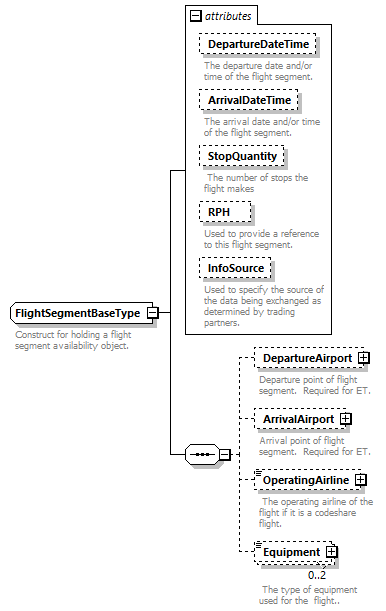 attributes
DepartureDateTime
The departure date and/or
time of the flight segment.
ArrivalDateTime
The arrival date and/or time
of the flight segment.
StopQuantity
The number of stops the
flight makes
RPH
Used to provide a reference
to this flight segment.
InfoSource
Used to specify the source of
the data being exchanged as
determined by trading
partners.
FlightSegmentBaseType
Construct for holding a flight
segment availability object.
DepartureAirport
Departure point of flight
segment.  Required for ET.
ArrivalAirport
Arrival point of flight
segment.  Required for ET.
OperatingAirline
The operating airline of the
flight if it is a codeshare
flight.
Equipment
0..2
The type of equipment
used for the  flight..